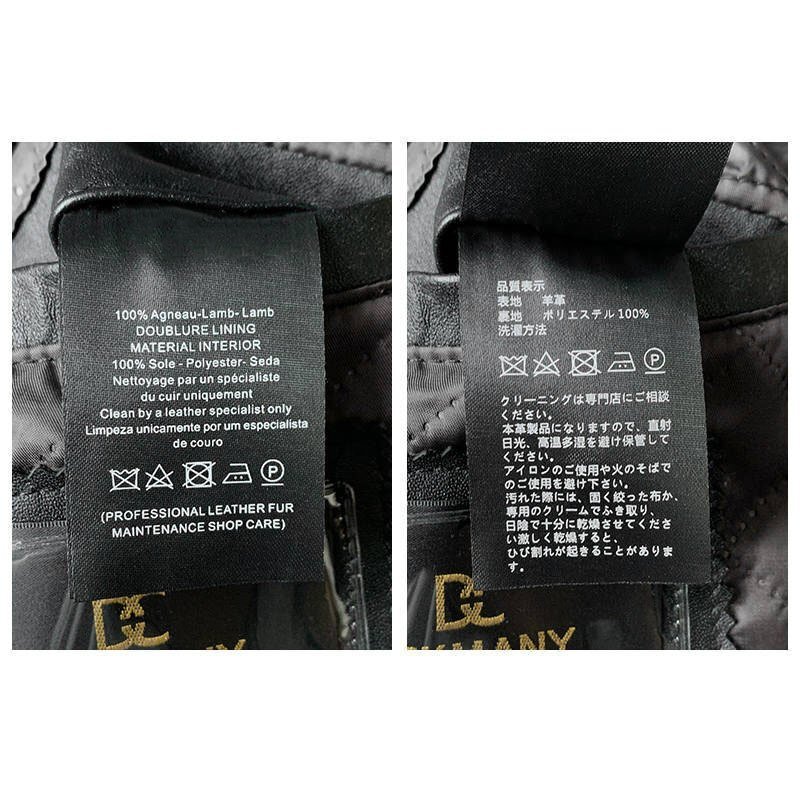 100% Agneau-Lamb- Lamb
DOUBLURE LINING
MATERIAL INTERIOR
100% Sole - Polyester- Seda
Nettoyage par un spécialiste
du cuir uniquement
Clean by a leather specialist only
Limpeza unicamente por um especialista
de couro
P
(PROFESSIONAL LEATHER FUR
MAINTENANCE SHOP CARE)
品質表示
表地 羊革
裏地 ポリエステル100%
洗濯方法
P
クリーニングは専門店にご相談
ください。
本革製品になりますので、直射
日光、高温多湿を避け保管して
ください。
アイロンのご使用や火のそばで
のご使用を避け下さい。
汚れた際には、固く絞った布か、
専用のクリームでふき取り、
日陰で十分に乾燥させてくださ
い激しく乾燥すると、
ひび割れが起きることがありま
す。